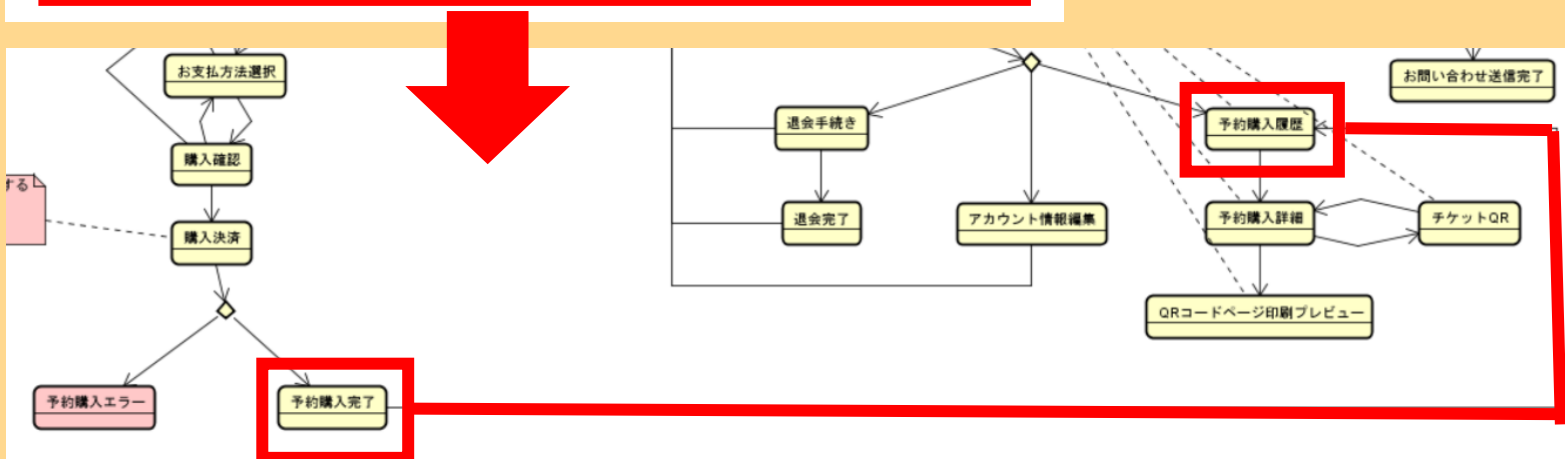 お支払方法選択
お問い合わせ送信完了
退会手続き
予約購入履歴
購入確認
する
退会完了
アカウント情報編集
予約購入詳細
チケットQR
購入決済
QRコードページ印刷プレビュー
予約購入エラー
予約購入完了